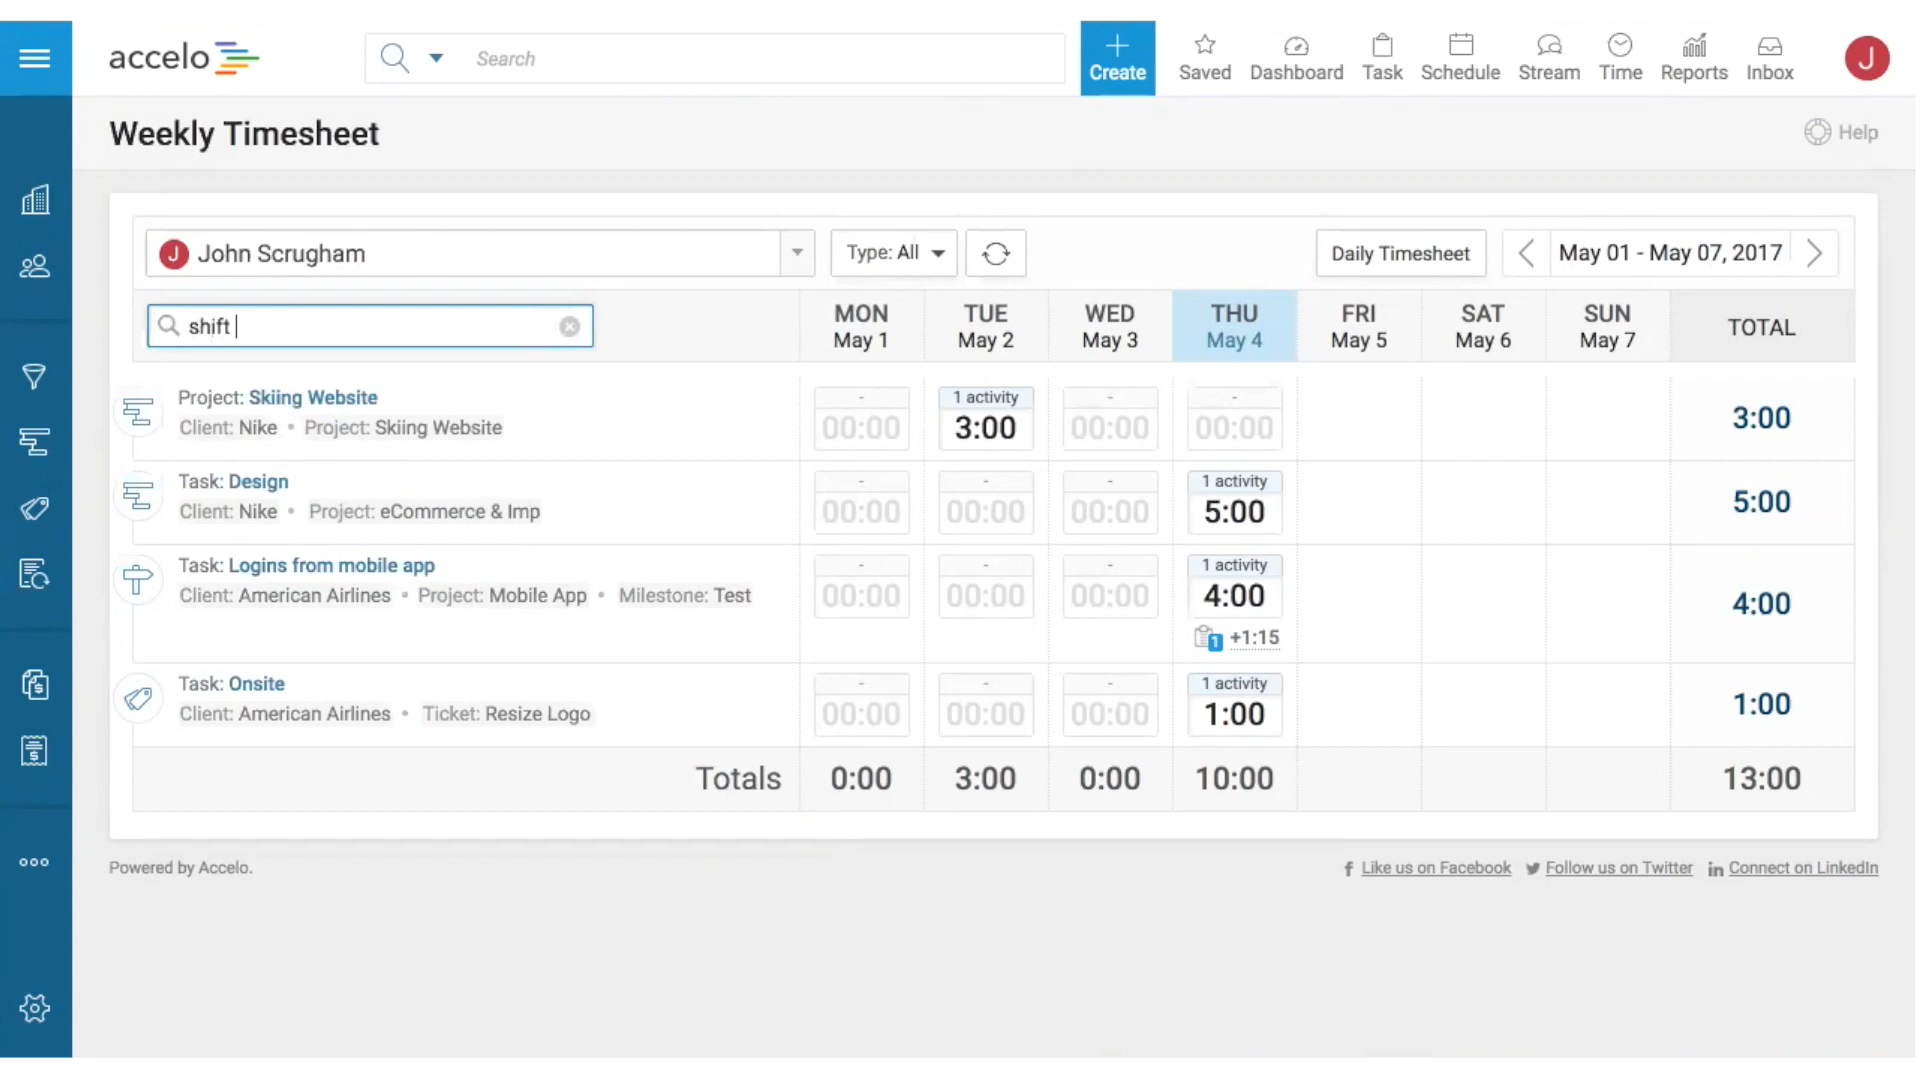 accelo
Search
Create
Saved
Dashboard
Task
Schedule
Stream
Time
Reports
Inbox
J
Weekly Timesheet
Help
J John Scrugham
Type: All
Daily Timesheet
May 01 - May 07, 2017
shift
MON
May 1
TUE
May 2
WED
May 3
THU
May 4
FRI
May 5
SAT
May 6
SUN
May 7
TOTAL
Project: Skiing Website
Client: Nike • Project: Skiing Website
-
00:00
1 activity
3:00
-
00:00
-
00:00
3:00
Task: Design
Client: Nike • Project: eCommerce & Imp
-
00:00
-
00:00
-
00:00
1 activity
5:00
5:00
Task: Logins from mobile app
Client: American Airlines • Project: Mobile App • Milestone: Test
-
00:00
-
00:00
-
00:00
1 activity
4:00
1 +1:15
4:00
Task: Onsite
Client: American Airlines • Ticket: Resize Logo
-
00:00
-
00:00
-
00:00
1 activity
1:00
1:00
Totals 0:00 3:00 0:00 10:00 13:00
Powered by Accelo.
Like us on Facebook
Follow us on Twitter
Connect on LinkedIn